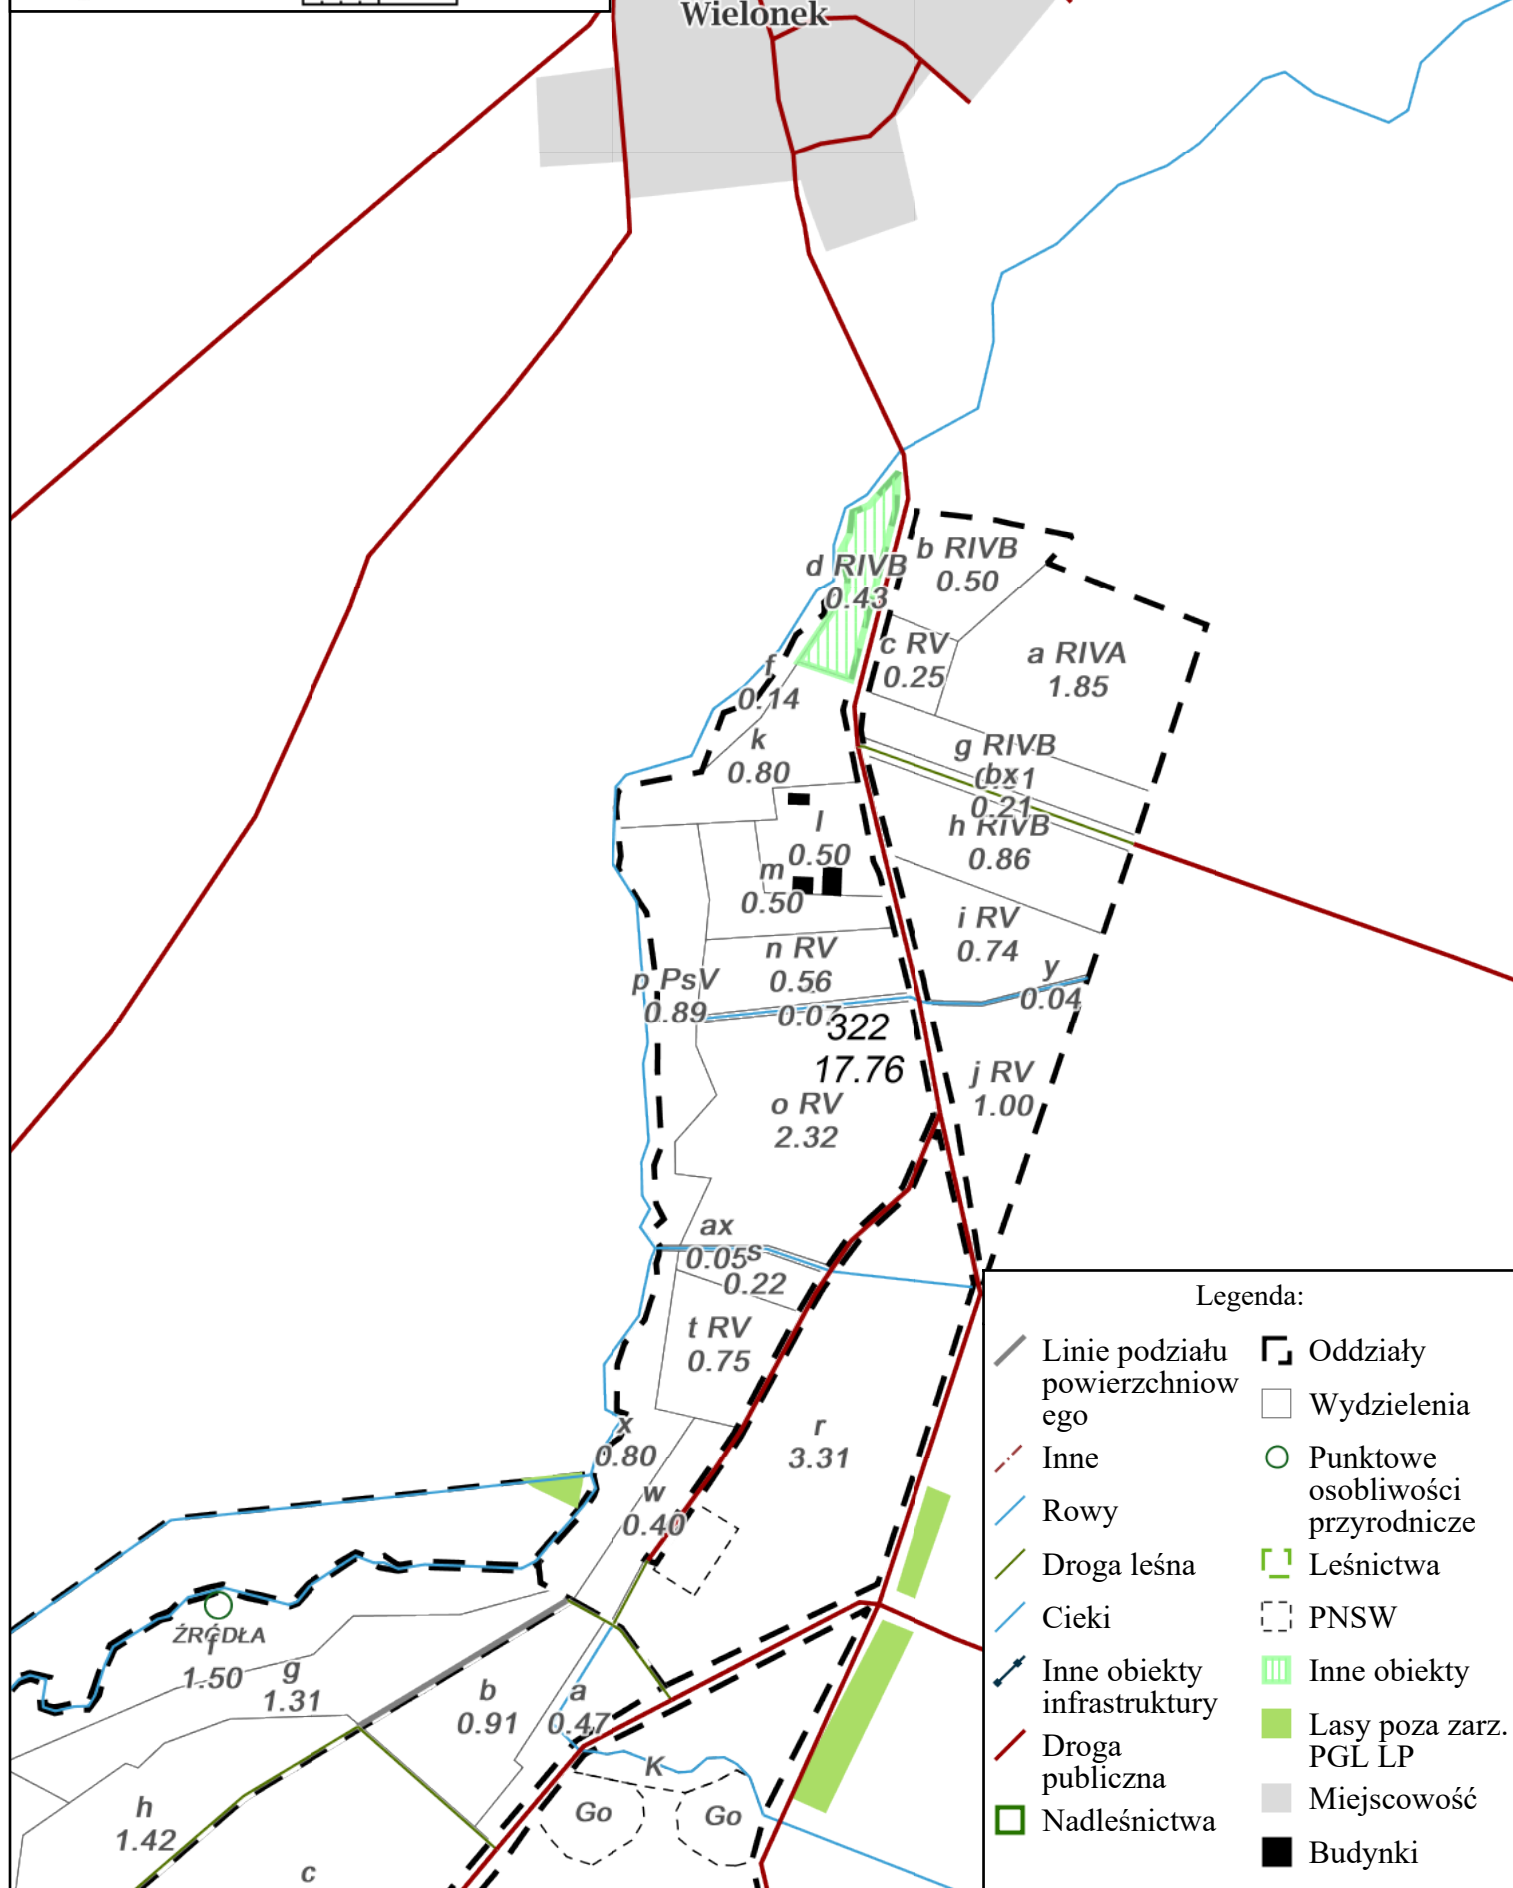 Wielonek
b RIVB
0.50
d RIVB
0.43
c RV
0.25
a RIVA
1.85
f
0.14
k
0.80
g RIVB
bx
0.21
h RIVB
0.86
l
0.50
m
0.50
i RV
0.74
n RV
0.56
y
0.04
p PsV
0.89
0.07
322
17.76
j RV
1.00
o RV
2.32
ax
0.05
s
0.22
t RV
0.75
r
3.31
x
0.80
w
0.40
ŹRÓDŁA
f
1.50
g
1.31
b
0.91
a
0.47
K
Go
Go
h
1.42
c
Legenda:
Linie podziału
powierzchniow
ego
Inne
Rowy
Droga leśna
Cieki
Inne obiekty
infrastruktury
Droga
publiczna
Nadleśnictwa
Oddziały
Wydzielenia
Punktowe
osobliwości
przyrodnicze
Leśnictwa
PNSW
Inne obiekty
Lasy poza zarz.
PGL LP
Miejscowość
Budynki